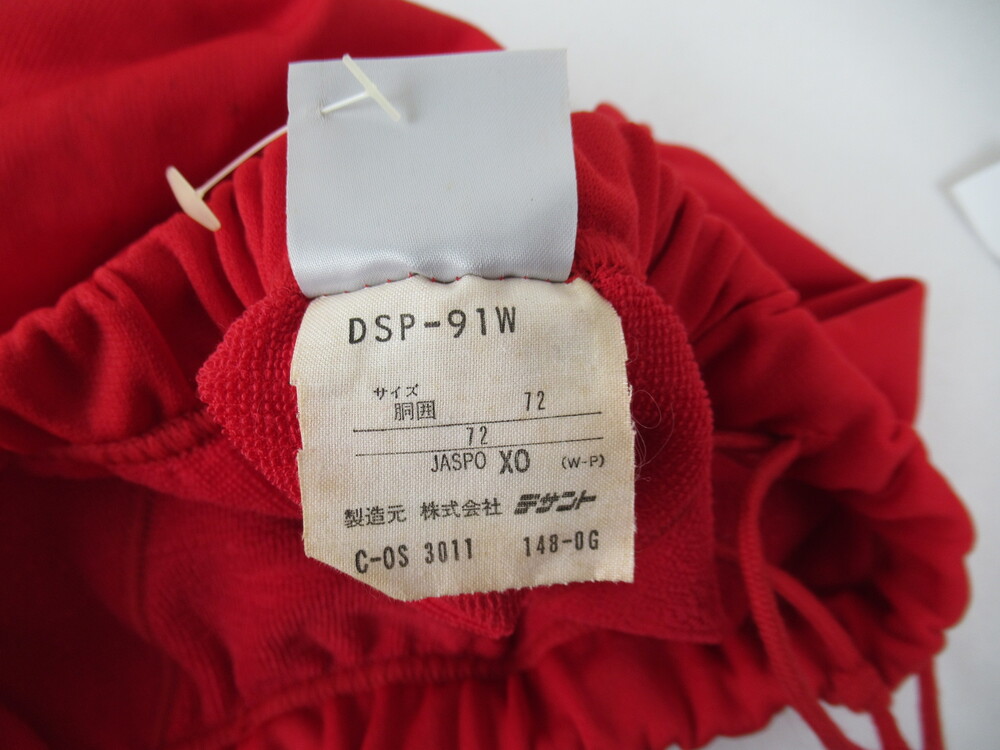 DSP-91W
サイズ
胴囲 72
72
JASPO XO (W-P)
製造元 株式会社 デサント
C-OS 3011 148-0G